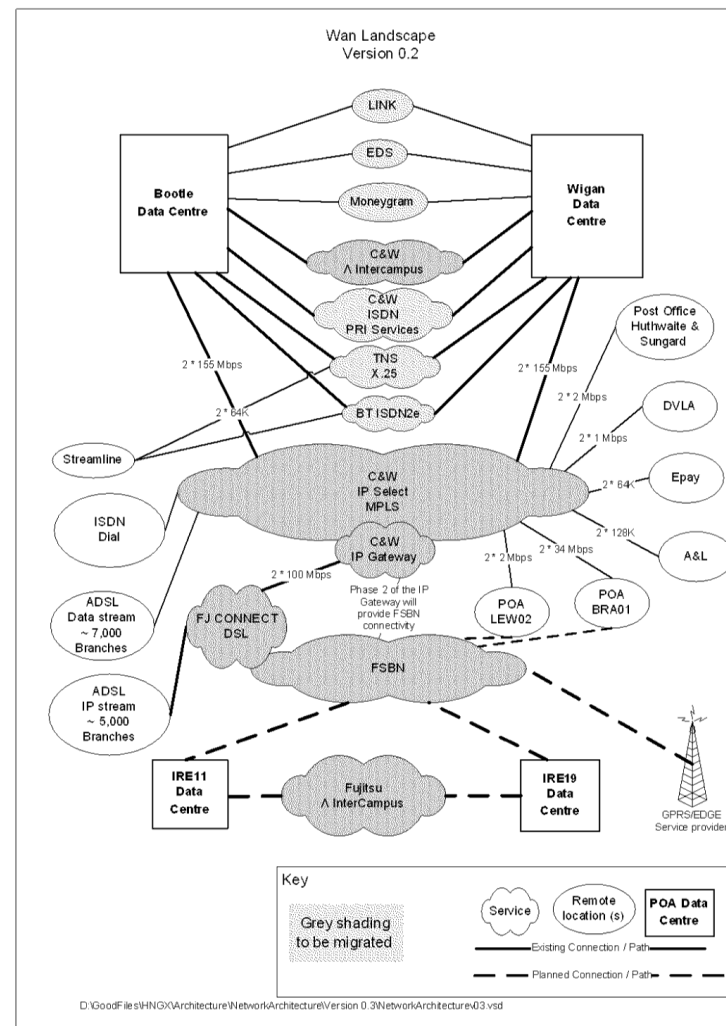 Wan Landscape
Version 0.2
LINK
EDS
Moneygram
Bootle
Data Centre
Wigan
Data
Centre
C&W
Λ Intercampus
C&W
ISDN
PRI Services
TNS
X.25
BT ISDN2e
2 * 155 Mbps
2 * 155 Mbps
2 * 64K
Post Office
Huthwaite &
Sungard
2 * 2 Mbps
DVLA
2 * 1 Mbps
Streamline
C&W
IP Select
MPLS
2 * 64K
Epay
ISDN
Dial
2 * 128K
A&L
C&W
IP Gateway
2 * 2Mbps
2 * 34 Mbps
2 * 100 Mbps
Phase 2 of the IP
Gateway will
provide FSBN
connectivity
POA
LEW02
POA
BRA01
ADSL
Data stream
~ 7,000
Branches
FJ CONNECT
DSL
FSBN
ADSL
IP stream
~ 5,000
Branches
IRE11
Data
Centre
Fujitsu
Λ InterCampus
IRE19
Data
Centre
GPRS/EDGE
Service provider
Key
Grey shading
to be migrated
Service
Remote
location (s)
POA Data
Centre
Existing Connection / Path
Planned Connection / Path
D:\GoodFiles\HNGX\Architecture\NetworkArchitecture\Version 0.3\NetworkArchitecture\03.vsd